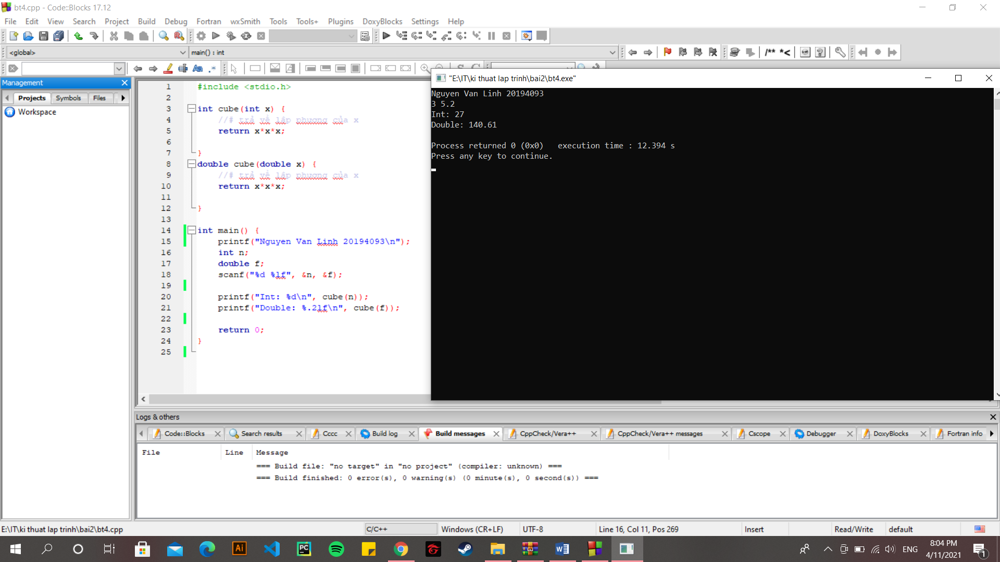 bt4.cpp - Code::Blocks 17.12
File Edit View Search Project Build Debug Fortran wxSmith Tools Tools+ Plugins DoxyBlocks Settings Help
<global> main() : int
/** *<
Management
Projects Symbols Files
Workspace
1 #include <stdio.h>
2
3 int cube(int x) {
4 //# trả về lập phương của x
5 return x*x*x;
6
7 }
8 double cube(double x) {
9 //# trả về lập phương của x
10 return x*x*x;
11
12 }
13
14 int main() {
15 printf("Nguyen Van Linh 20194093\n");
16 int n;
17 double f;
18 scanf("%d %lf", &n, &f);
19
20 printf("Int: %d\n", cube(n));
21 printf("Double: %.2lf\n", cube(f));
22
23 return 0;
24 }
25
"E:\IT\ki thuat lap trinh\bai2\bt4.exe"
Nguyen Van Linh 20194093
3 5.2
Int: 27
Double: 140.61
Process returned 0 (0x0)   execution time : 12.394 s
Press any key to continue.
Logs & others
Code::Blocks Search results Cccc Build log Build messages CppCheck/Vera++ CppCheck/Vera++ messages Cscope Debugger DoxyBlocks Fortran info
File Line Message
=== Build file: "no target" in "no project" (compiler: unknown) ===
=== Build finished: 0 error(s), 0 warning(s) (0 minute(s), 0 second(s)) ===
E:\IT\ki thuat lap trinh\bai2\bt4.cpp C/C++ Windows (CR+LF) UTF-8 Line 16, Col 11, Pos 269 Insert Read/Write default
Ai PC ENG 8:04 PM
4/11/2021
1